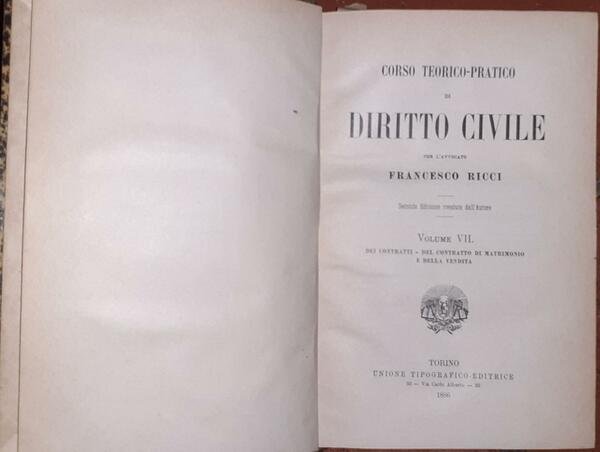 CORSO TEORICO-PRATICO
DI
DIRITTO CIVILE
PER L'AVVOCATO
FRANCESCO RICCI
Seconda Edizione riveduta dall'Autore
VOLUME VII.
DEI CONTRATTI - DEL CONTRATTO DI MATRIMONIO
E DELLA VENDITA
TORINO
UNIONE TIPOGRAFICO-EDITRICE
33 — Via Carlo Alberto — 33
1886